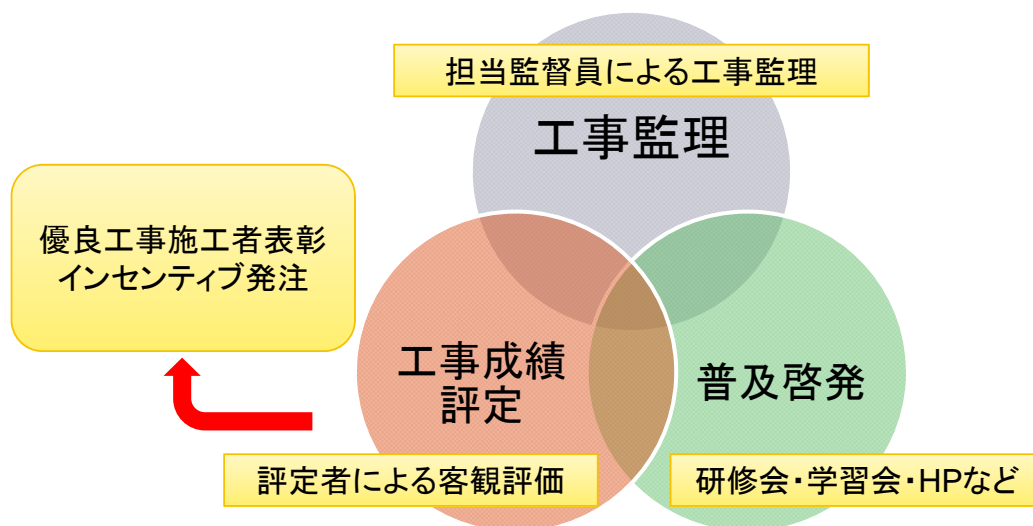 担当監督員による工事監理
工事監理
優良工事施工者表彰
インセンティブ発注
工事成績
評定
普及啓発
評定者による客観評価
研修会・学習会・HPなど